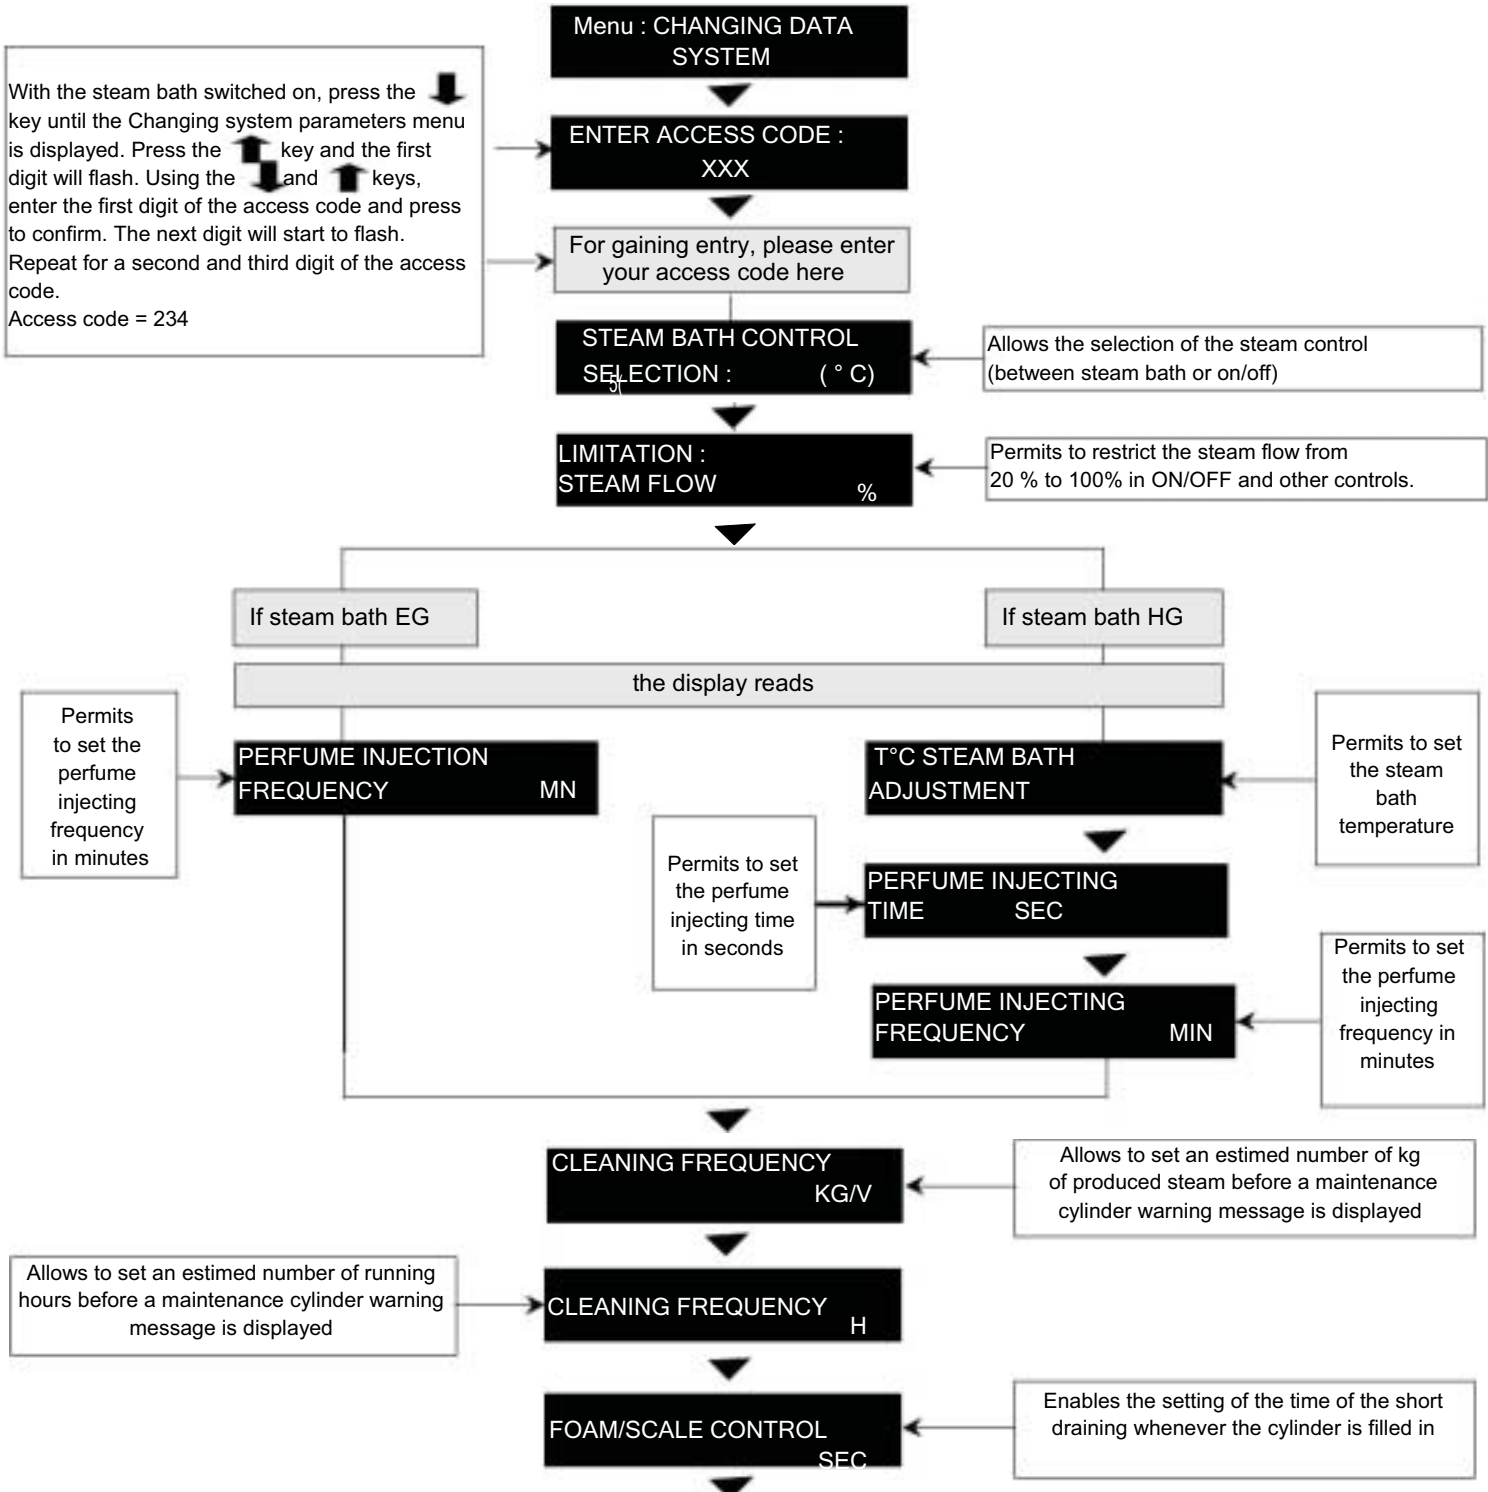 Menu : CHANGING DATA
SYSTEM
With the steam bath switched on, press the
key until the Changing system parameters menu
is displayed. Press the key and the first
digit will flash. Using the and keys,
enter the first digit of the access code and press
to confirm. The next digit will start to flash.
Repeat for a second and third digit of the access
code.
Access code = 234
ENTER ACCESS CODE :
XXX
For gaining entry, please enter
your access code here
STEAM BATH CONTROL
SELECTION : ( ° C)
5(
Allows the selection of the steam control
(between steam bath or on/off)
LIMITATION :
STEAM FLOW %
Permits to restrict the steam flow from
20 % to 100% in ON/OFF and other controls.
If steam bath EG
If steam bath HG
the display reads
Permits
to set the
perfume
injecting
frequency
in minutes
PERFUME INJECTION
FREQUENCY MN
T°C STEAM BATH
ADJUSTMENT
Permits to set
the steam
bath
temperature
Permits to set
the perfume
injecting time
in seconds
PERFUME INJECTING
TIME SEC
PERFUME INJECTING
FREQUENCY MIN
Permits to set
the perfume
injecting
frequency in
minutes
CLEANING FREQUENCY
KG/V
Allows to set an estimed number of kg
of produced steam before a maintenance
cylinder warning message is displayed
Allows to set an estimed number of running
hours before a maintenance cylinder warning
message is displayed
CLEANING FREQUENCY
H
FOAM/SCALE CONTROL
SEC
Enables the setting of the time of the short
draining whenever the cylinder is filled in